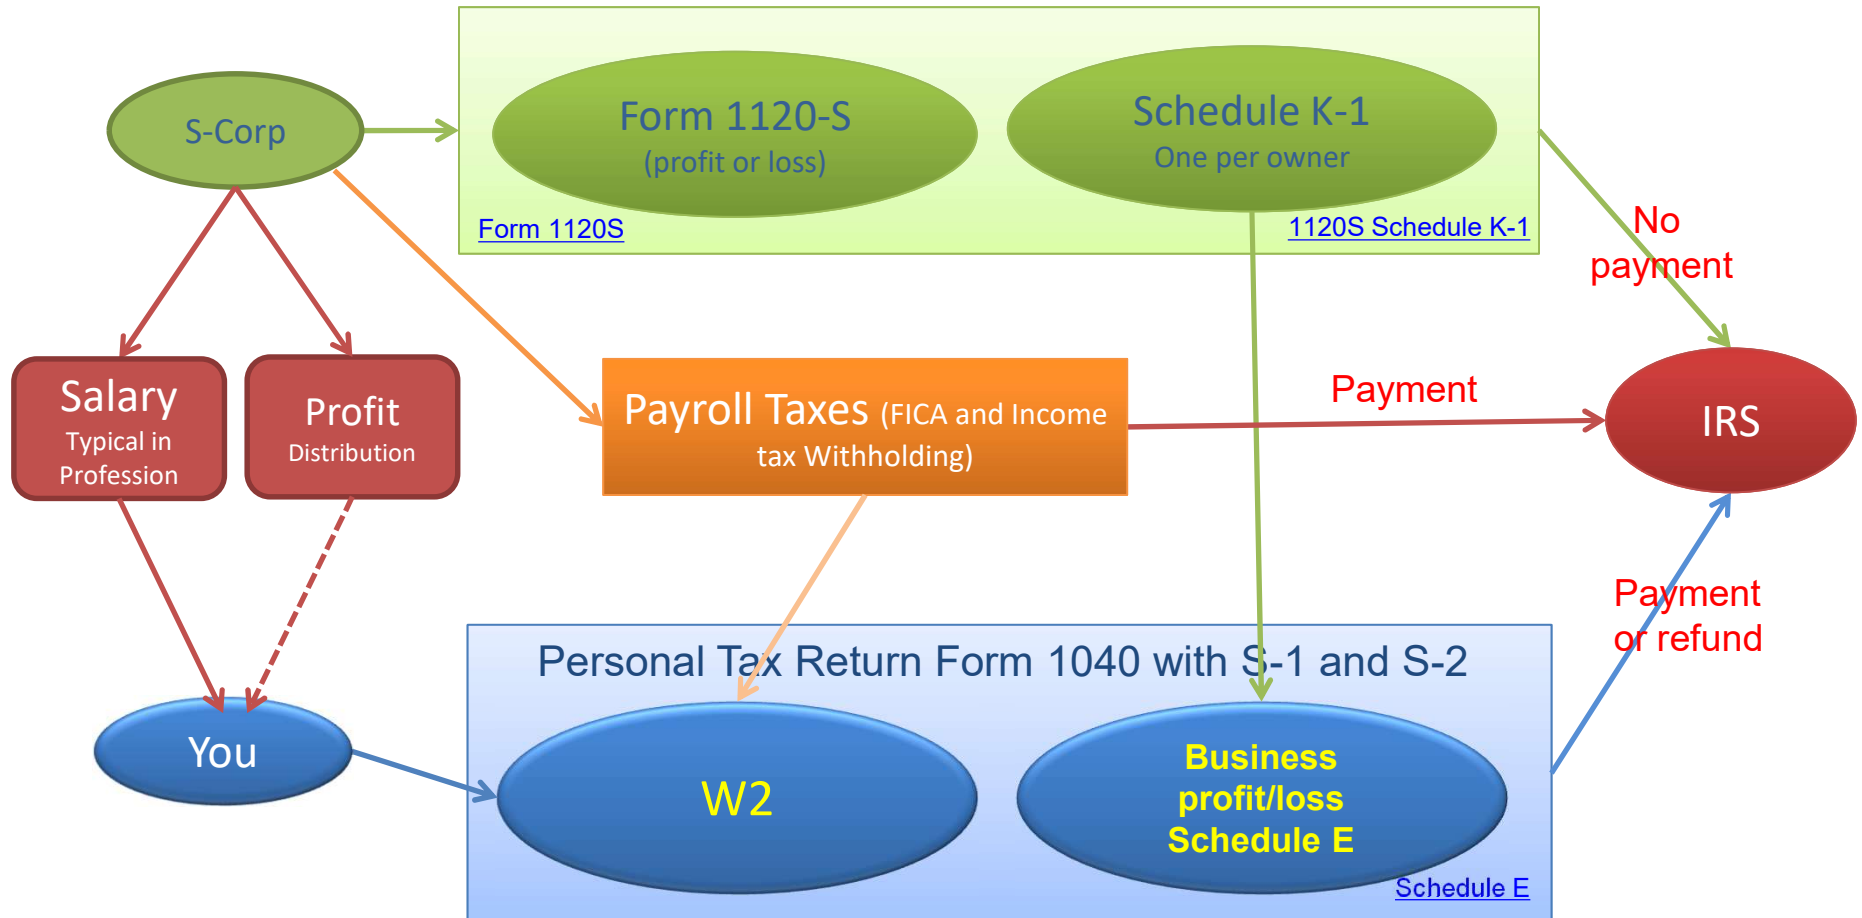 S-Corp
Form 1120-S
(profit or loss)
Schedule K-1
One per owner
Form 1120S
1120S Schedule K-1
No
payment
Salary
Typical in
Profession
Profit
Distribution
Payroll Taxes (FICA and Income
tax Withholding)
Payment
IRS
Payment
or refund
Personal Tax Return Form 1040 with S-1 and S-2
You
W2
Business
profit/loss
Schedule E
Schedule E